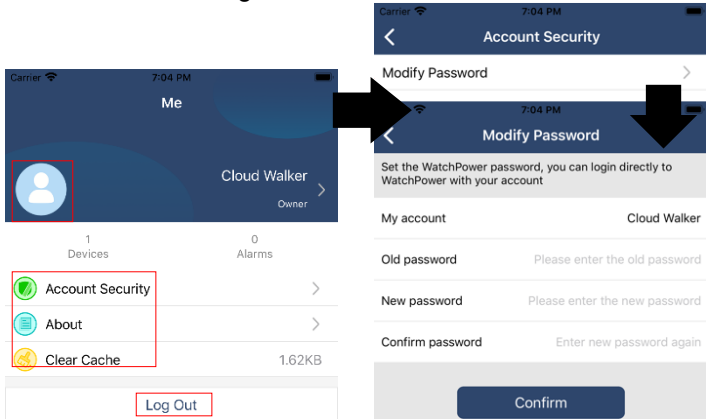 Carrier 7:04 PM
Me
Cloud Walker
Owner
1
Devices
0
Alarms
Account Security
About
Clear Cache 1.62KB
Log Out
Carrier 7:04 PM
Account Security
Modify Password
7:04 PM
Modify Password
Set the WatchPower password, you can login directly to
WatchPower with your account
My account Cloud Walker
Old password Please enter the old password
New password Please enter the new password
Confirm password Enter new password again
Confirm